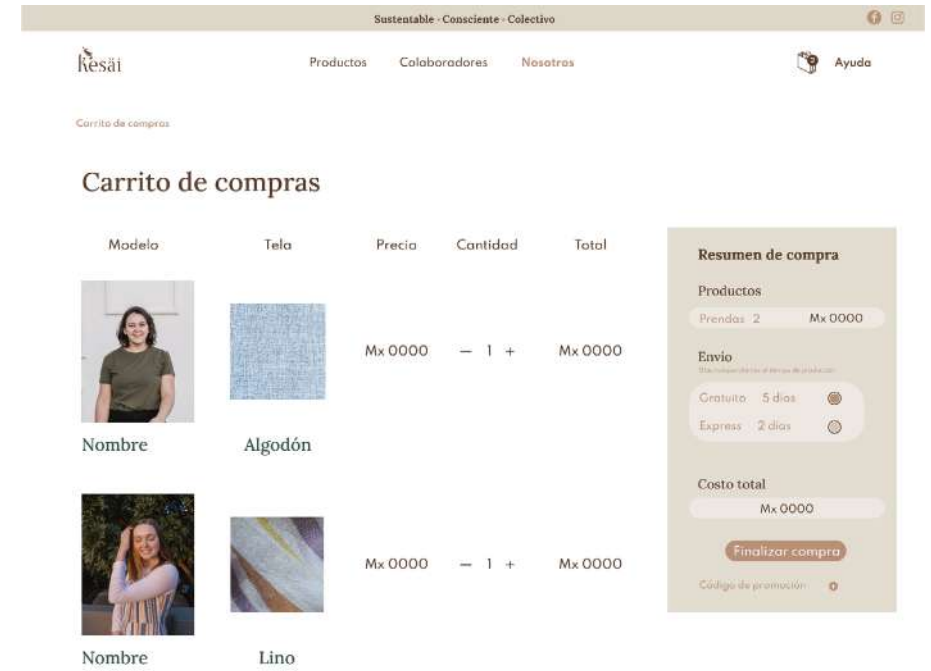 Sustentable - Consciente - Colectivo
Kesäi
Productos Colaboradores Nosotros
Ayuda
Carrito de compras
Carrito de compras
Modelo Tela Precio Cantidad Total
Mx 0000 — 1 + Mx 0000
Nombre Algodón
Mx 0000 — 1 + Mx 0000
Nombre Lino
Resumen de compra
Productos
Prendas 2 Mx 0000
Envío
Gratuito 5 días
Express 2 días
Costo total
Mx 0000
Finalizar compra
Código de promoción